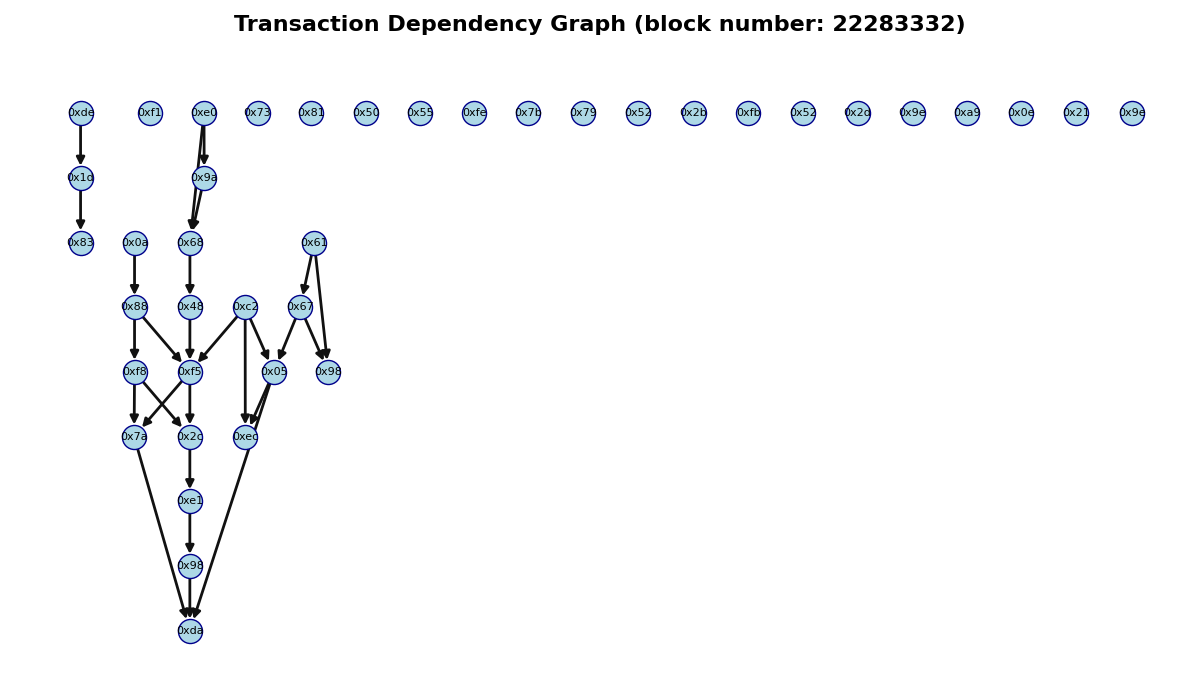 Transaction Dependency Graph (block number: 22283332)
0xde 0xf1 0xe0 0x73 0x81 0x50 0x55 0xfe 0x7b 0x79 0x52 0x2b 0xfb 0x52 0x2d 0x9e 0xa9 0x0e 0x21 0x9e
0x1d 0x9a
0x83 0x0a 0x68 0x61
0x88 0x48 0xc2 0x67
0xf8 0xf5 0x05 0x98
0x7a 0x2c 0xec
0xe1
0x98
0xda